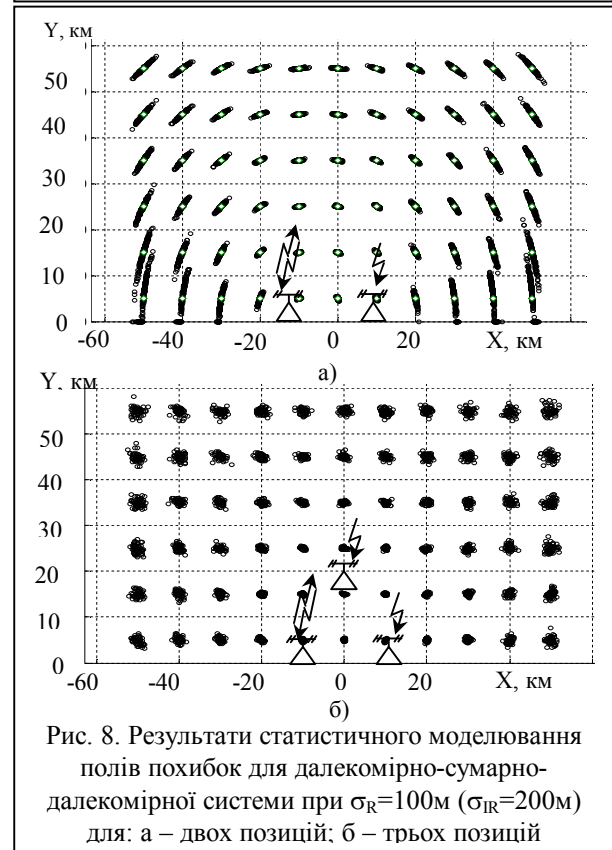 Y, км
50
40
30
20
10
0
-60 -40 -20 0 20 X, км
а)
Y, км
50
40
30
20
10
0
-60 -40 -20 0 20 X, км
б)
Рис. 8. Результати статистичного моделювання
полів похибок для далекомірно-сумарно-
далекомірної системи при σR=100м (σIR=200м)
для: а – двох позицій; б – трьох позицій